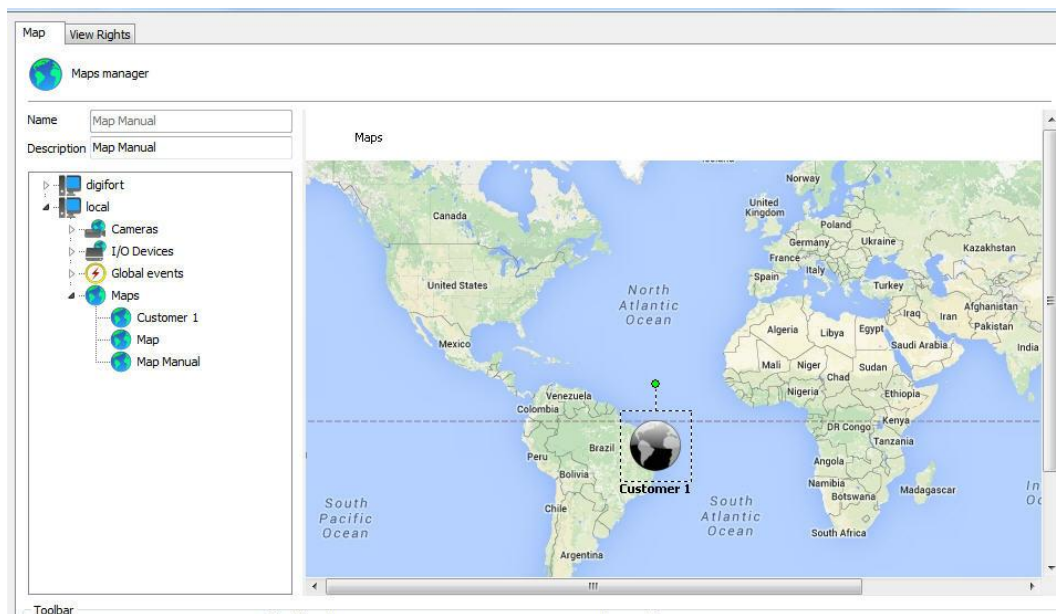 Map
View Rights
Maps manager
Name
Map Manual
Description
Map Manual
digifort
local
Cameras
I/O Devices
Global events
Maps
Customer 1
Map
Map Manual
Maps
Norway
United
Kingdom
Canada
Poland
Germany
Ukraine
Kazakhstan
France
Italy
Spain
Turkey
United States
North
Atlantic
Ocean
Afghanistan
Iraq
Iran
Pakistan
Algeria
Libya
Egypt
Saudi Arabia
India
Mexico
Mali
Niger
Chad
Sudan
Nigeria
Ethiopia
Venezuela
Colombia
DR Congo
Kenya
Tanzania
Brazil
Peru
Angola
Bolivia
Customer 1
Namibia
Botswana
Madagascar
South
Pacific
Ocean
Chile
South
Atlantic
Ocean
South Africa
Argentina
Toolbar